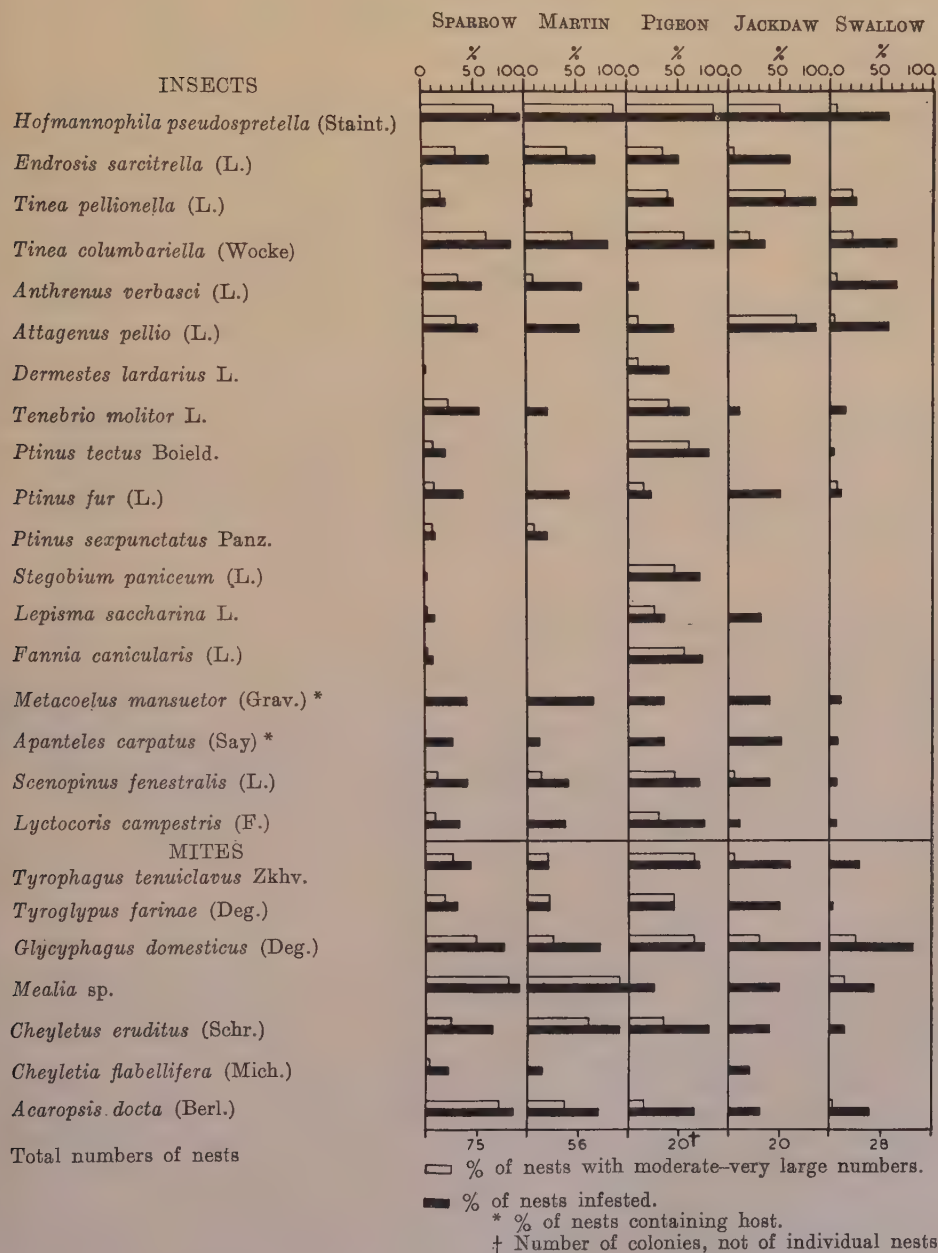 SPARROW MARTIN PIGEON JACKDAW SWALLOW
% % % % %
0 50 100 0 50 100 0 50 100 0 50 100 0 50 100
INSECTS
Hofmannophila pseudospretella (Staint.)
Endrosis sarcitrella (L.)
Tinea pellionella (L.)
Tinea columbariella (Wocke)
Anthrenus verbasci (L.)
Attagenus pellio (L.)
Dermestes lardarius L.
Tenebrio molitor L.
Ptinus tectus Boield.
Ptinus fur (L.)
Ptinus sexpunctatus Panz.
Stegobium paniceum (L.)
Lepisma saccharina L.
Fannia canicularis (L.)
Metacoelus mansuetor (Grav.) *
Apanteles carpatus (Say) *
Scenopinus fenestralis (L.)
Lyctocoris campestris (F.)
MITES
Tyrophagus tenuiclavus Zkhv.
Tyroglypus farinae (Deg.)
Glycyphagus domesticus (Deg.)
Mealia sp.
Cheyletus eruditus (Schr.)
Cheyletia flabellifera (Mich.)
Acaropsis docta (Berl.)
Total numbers of nests 75 56 20† 20 28
% of nests with moderate–very large numbers.
% of nests infested.
* % of nests containing host.
† Number of colonies, not of individual nests